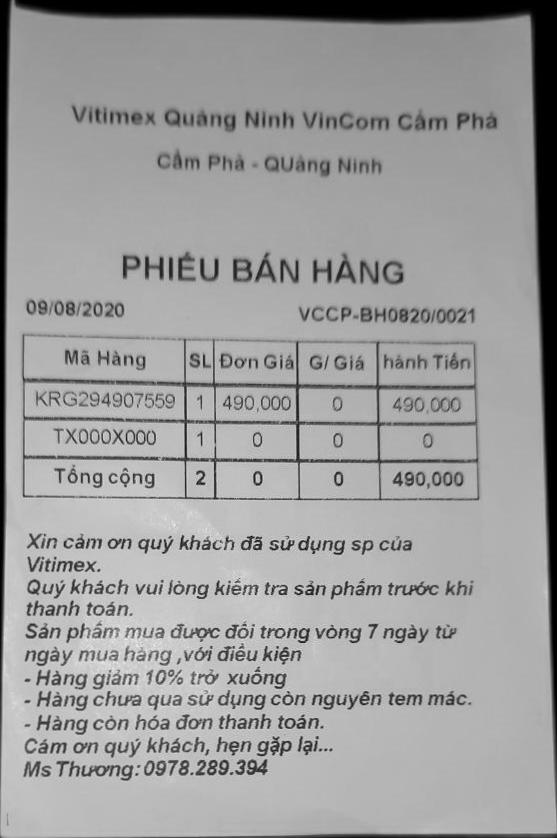 Vitimex Quảng Ninh VinCom Cẩm Phả
Cẩm Phả - QUảng Ninh
PHIẾU BÁN HÀNG
09/08/2020 VCCP-BH0820/0021
Mã Hàng SL Đơn Giá G/ Giá hành Tiền
KRG294907559 1 490,000 0 490,000
TX000X000 1 0 0 0
Tổng cộng 2 0 0 490,000
Xin cảm ơn quý khách đã sử dụng sp của
Vitimex.
Quý khách vui lòng kiểm tra sản phẩm trước khi
thanh toán.
Sản phẩm mua được đổi trong vòng 7 ngày từ
ngày mua hàng ,với điều kiện
- Hàng giảm 10% trở xuống
- Hàng chưa qua sử dụng còn nguyên tem mác.
- Hàng còn hóa đơn thanh toán.
Cám ơn quý khách, hẹn gặp lại...
Ms Thương: 0978.289.394